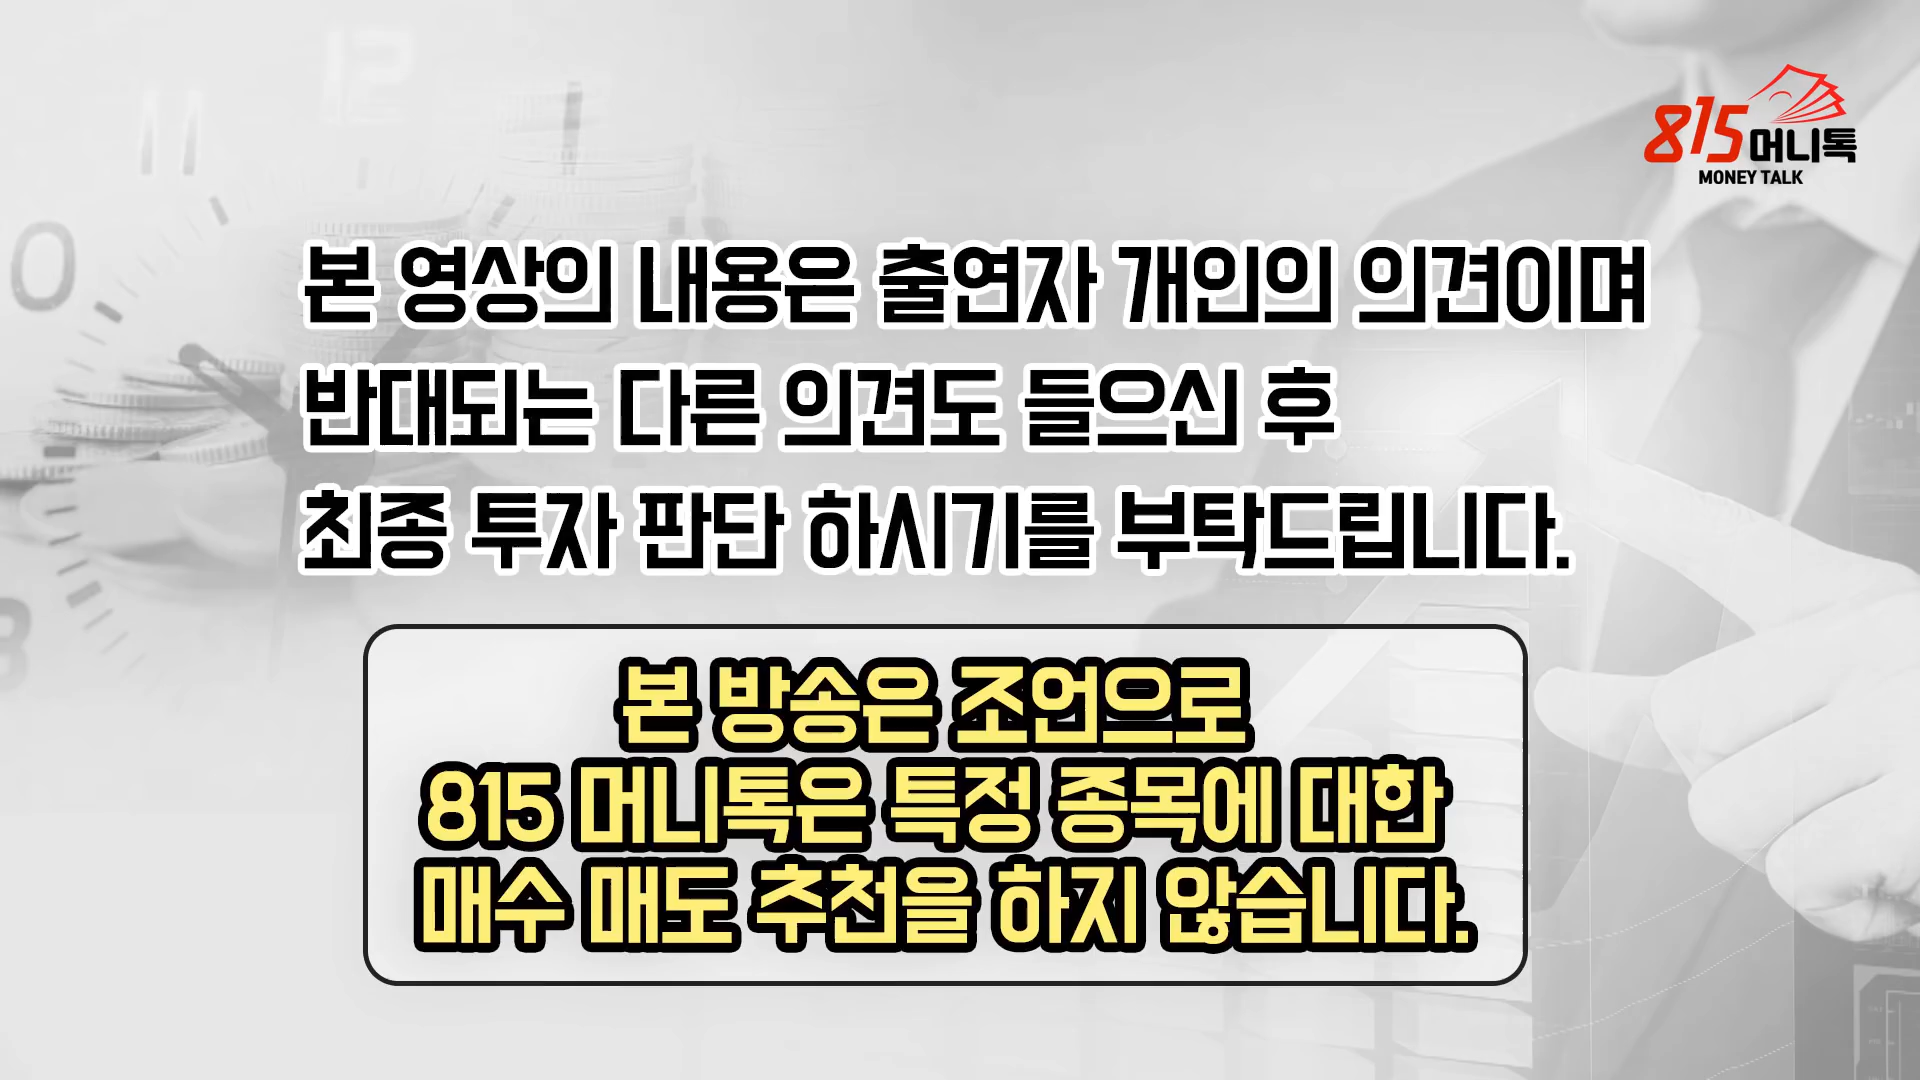 815머니톡
MONEY TALK
본 영상의 내용은 출연자 개인의 의견이며
반대되는 다른 의견도 들으신 후
최종 투자 판단 하시기를 부탁드립니다.
본 방송은 조언으로
815 머니톡은 특정 종목에 대한
매수 매도 추천을 하지 않습니다.
12
11
10
8